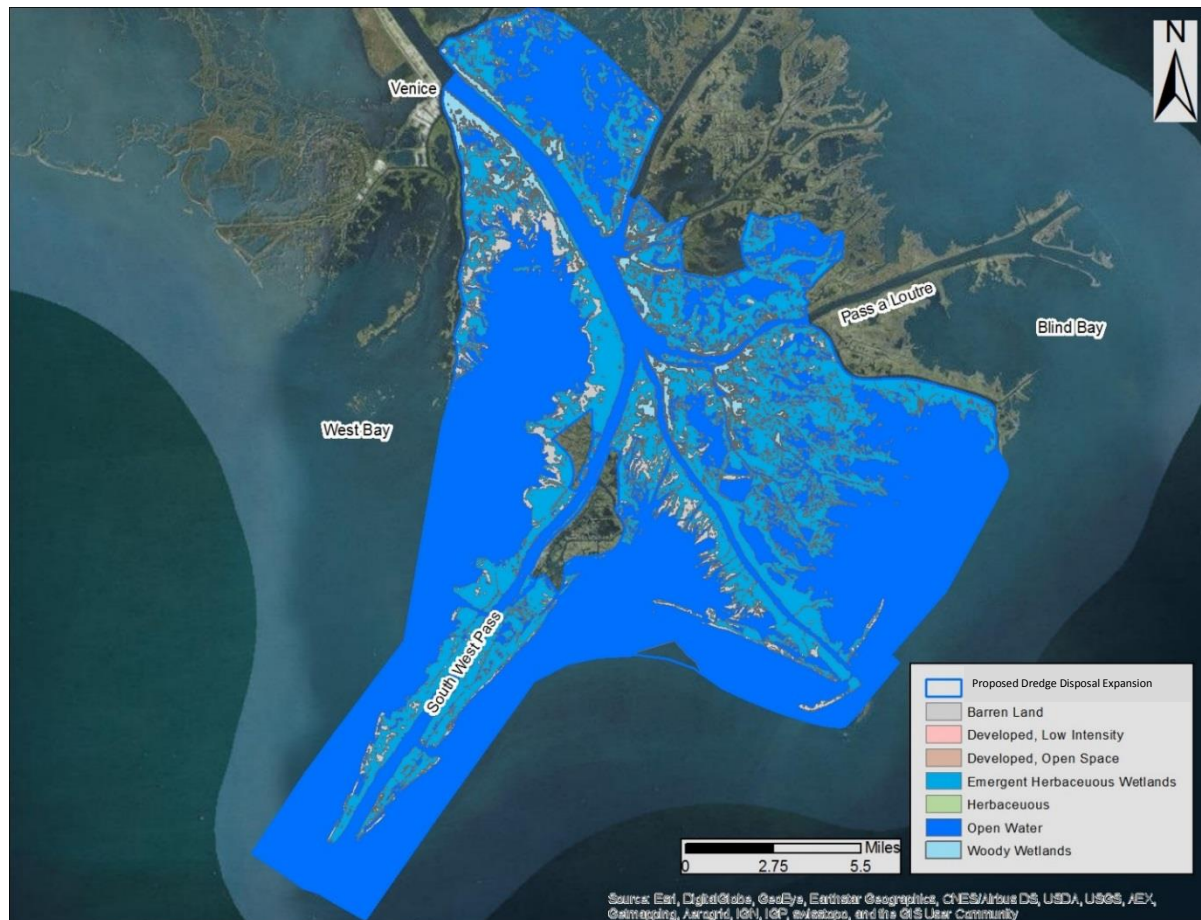 N
Venice
Pass a Loutre
Blind Bay
West Bay
South West Pass
Proposed Dredge Disposal Expansion
Barren Land
Developed, Low Intensity
Developed, Open Space
Emergent Herbaceuous Wetlands
Herbaceuous
Open Water
Woody Wetlands
Miles
0 2.75 5.5
Source: Esri, DigitalGlobe, GeoEye, Earthstar Geographics, CNES/Airbus DS, USDA, USGS, AEX,
Getmapping, Aerogrid, IGN, IGP, swisstopo, and the GIS User Community